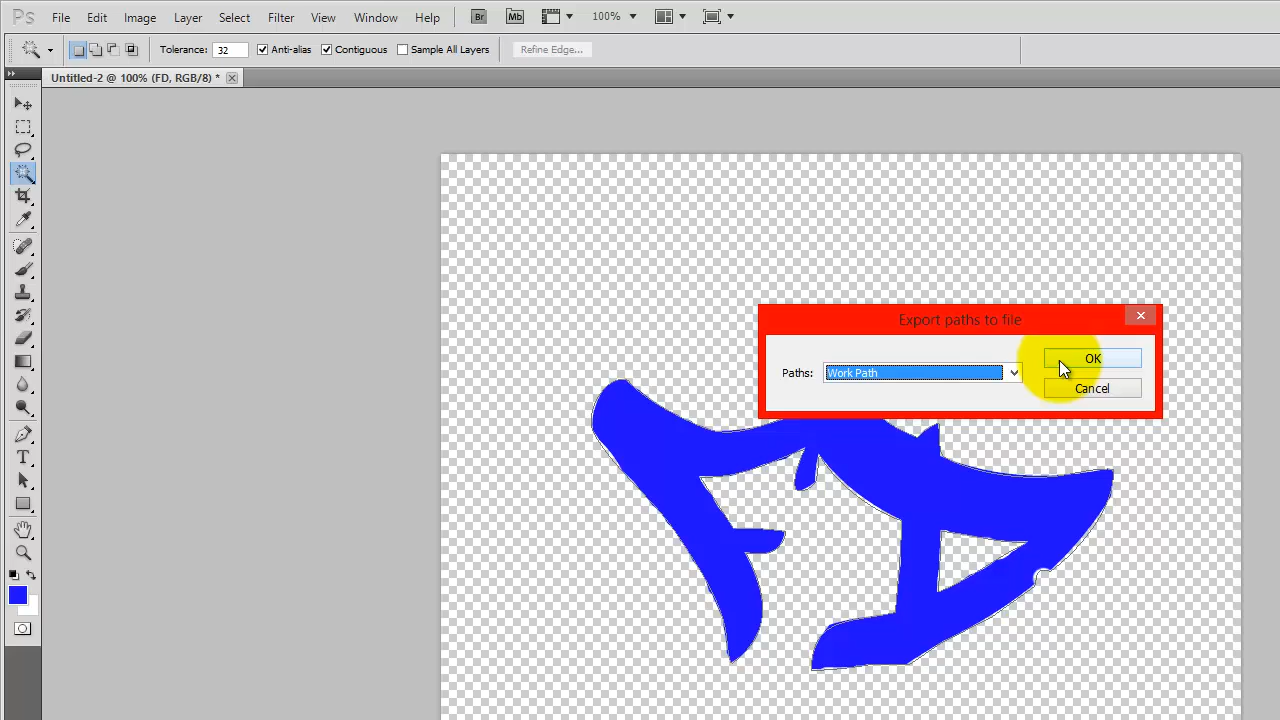 Ps File Edit Image Layer Select Filter View Window Help Br Mb 100%
Tolerance: 32 Anti-alias Contiguous Sample All Layers Refine Edge...
Untitled-2 @ 100% (FD, RGB/8) *
Export paths to file
Paths: Work Path OK
Cancel
T